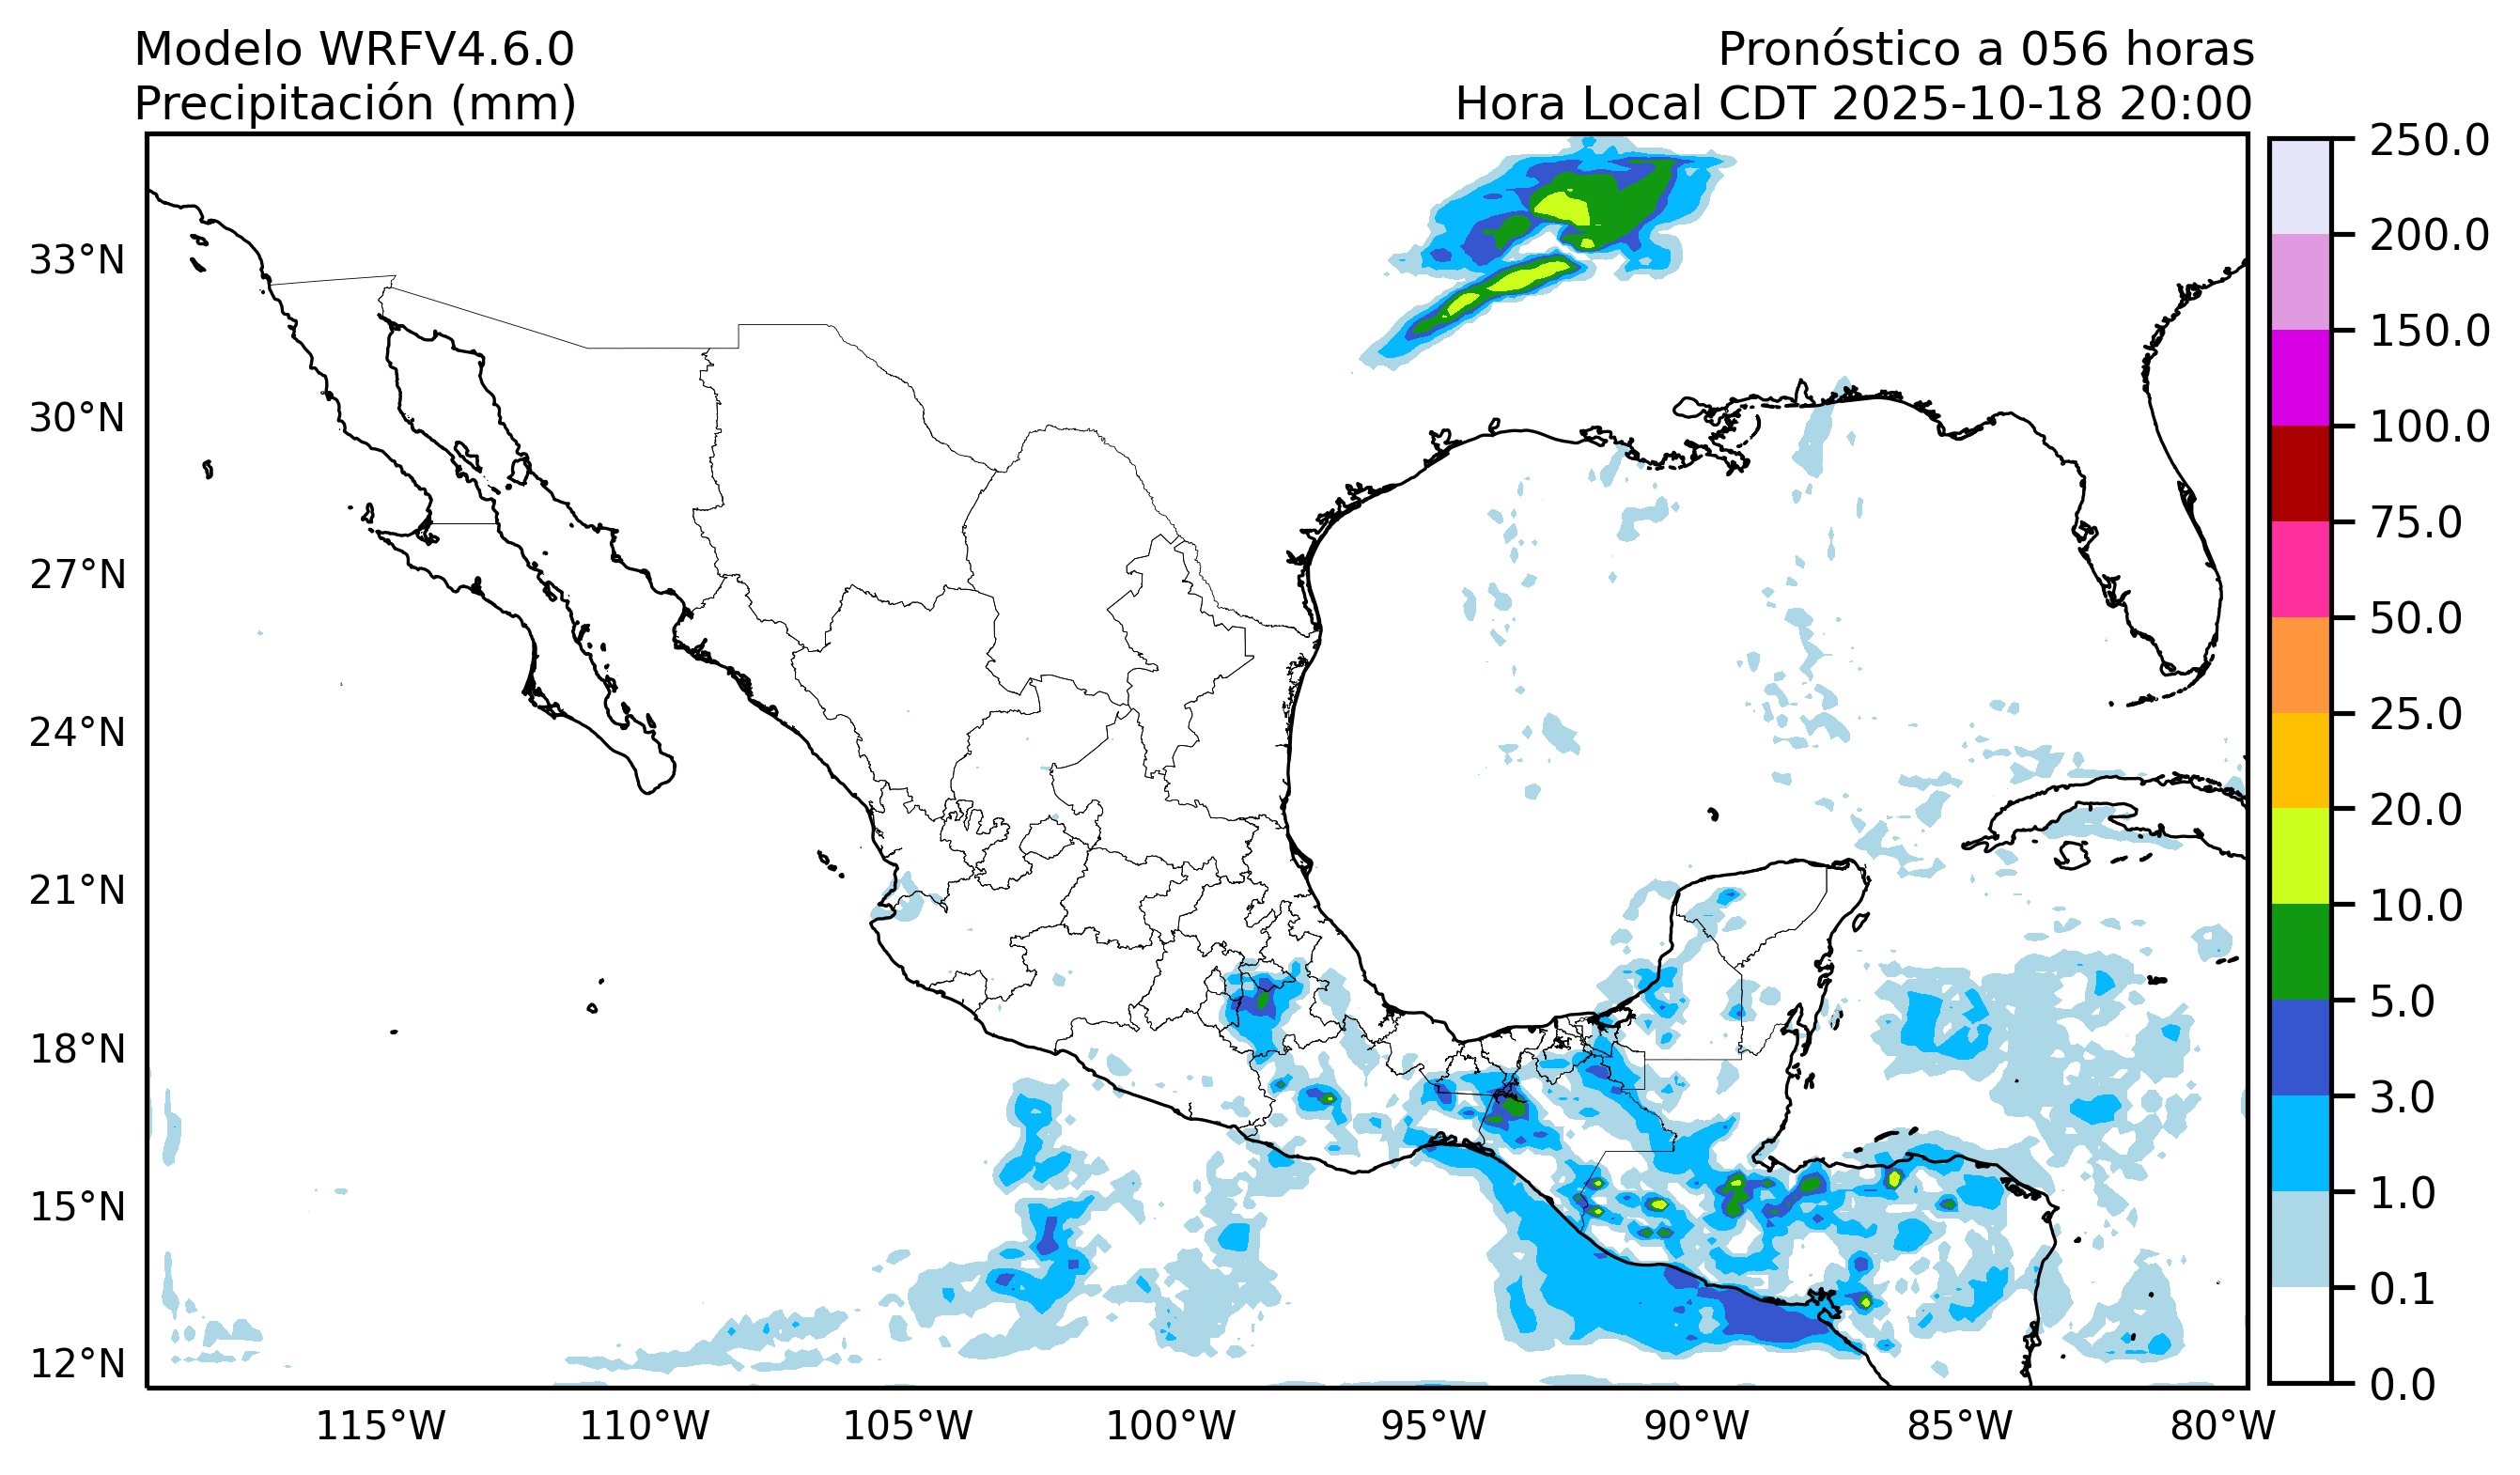 Modelo WRFV4.6.0
Precipitación (mm)
Pronóstico a 056 horas
Hora Local CDT 2025-10-18 20:00
33°N
30°N
27°N
24°N
21°N
18°N
15°N
12°N
115°W
110°W
105°W
100°W
95°W
90°W
85°W
80°W
250.0
200.0
150.0
100.0
75.0
50.0
25.0
20.0
10.0
5.0
3.0
1.0
0.1
0.0